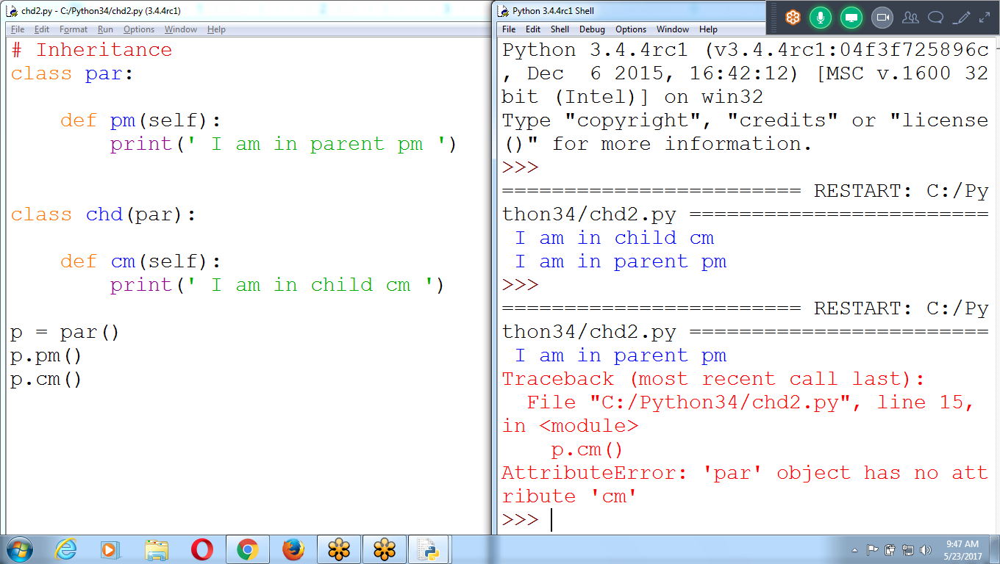 chd2.py - C:/Python34/chd2.py (3.4.4rc1)
File Edit Format Run Options Window Help
# Inheritance
class par:
    def pm(self):
        print(' I am in parent pm ')
class chd(par):
    def cm(self):
        print(' I am in child cm ')
p = par()
p.pm()
p.cm()
Python 3.4.4rc1 Shell
File Edit Shell Debug Options Window Help
Python 3.4.4rc1 (v3.4.4rc1:04f3f725896c
, Dec  6 2015, 16:42:12) [MSC v.1600 32
bit (Intel)] on win32
Type "copyright", "credits" or "license
()" for more information.
>>>
======================== RESTART: C:/Py
thon34/chd2.py ========================
 I am in child cm
 I am in parent pm
>>>
======================== RESTART: C:/Py
thon34/chd2.py ========================
 I am in parent pm
Traceback (most recent call last):
  File "C:/Python34/chd2.py", line 15,
in <module>
    p.cm()
AttributeError: 'par' object has no att
ribute 'cm'
>>>
9:47 AM
5/23/2017